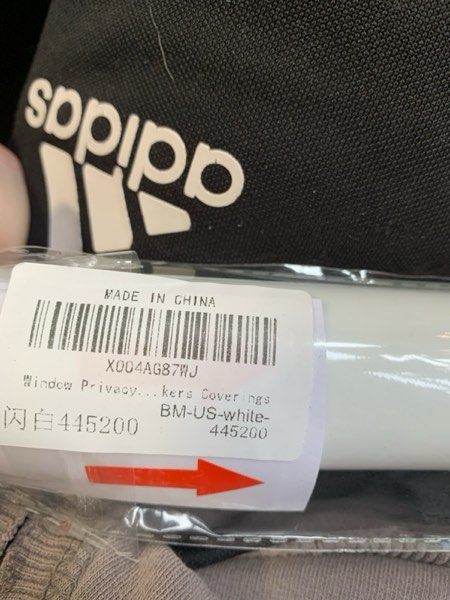 adidas
MADE IN CHINA
X004AG87WJ
Window Privacy...kers Coverings
BM-US-white-
闪白445200
445200